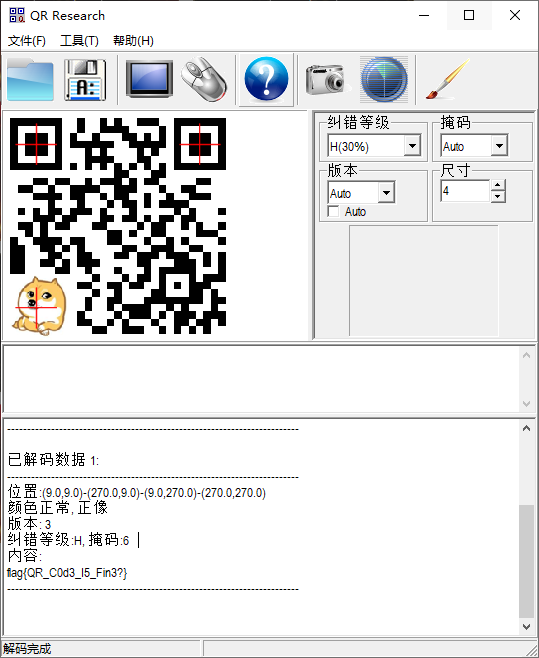 QR Research
文件(F) 工具(T) 帮助(H)
A:
纠错等级
H(30%)
掩码
Auto
版本
Auto
Auto
尺寸
4
--------------------------------------------------------------------------------
已解码数据 1:
--------------------------------------------------------------------------------
位置:(9.0,9.0)-(270.0,9.0)-(9.0,270.0)-(270.0,270.0)
颜色正常, 正像
版本: 3
纠错等级:H, 掩码:6
内容:
flag{QR_C0d3_I5_Fin3?}
--------------------------------------------------------------------------------
解码完成